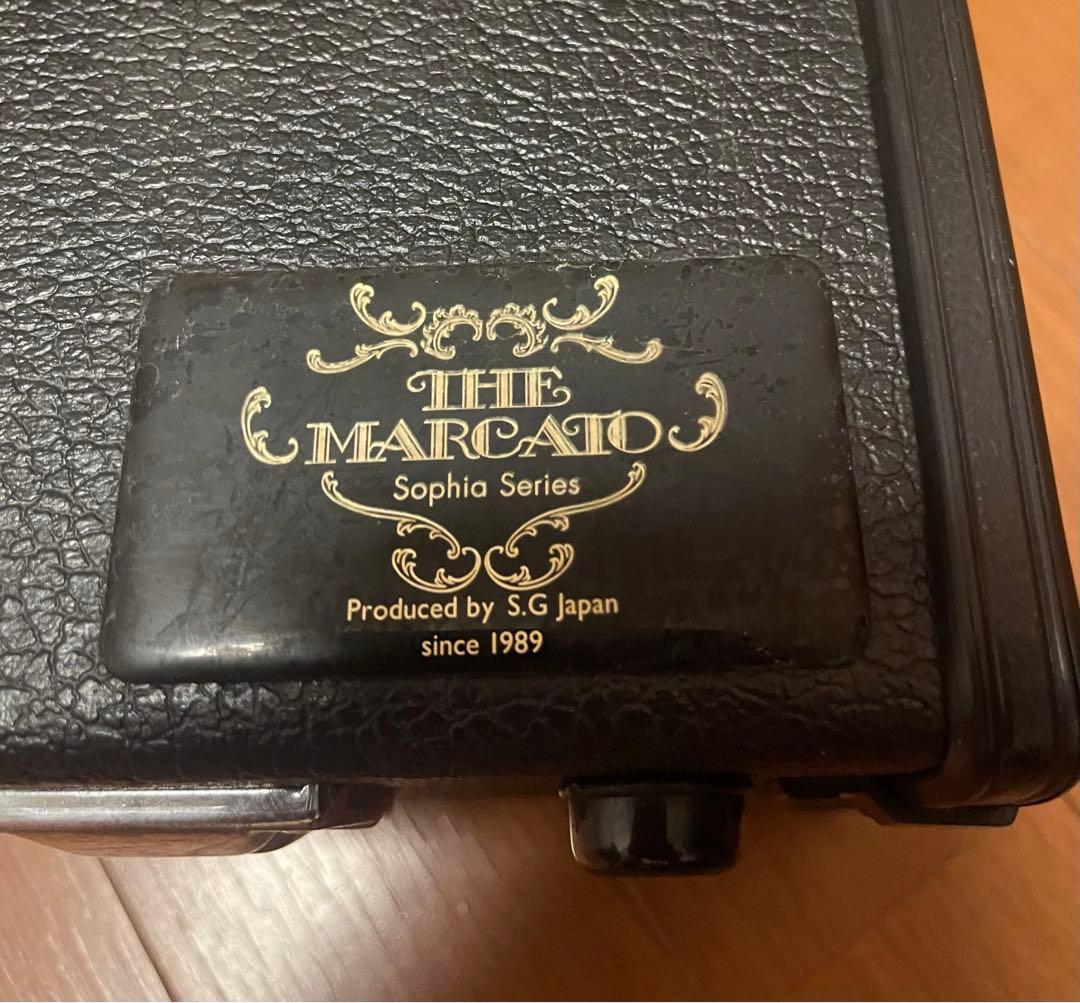 THE
MARCATO
Sophia Series
Produced by S.G Japan
since 1989